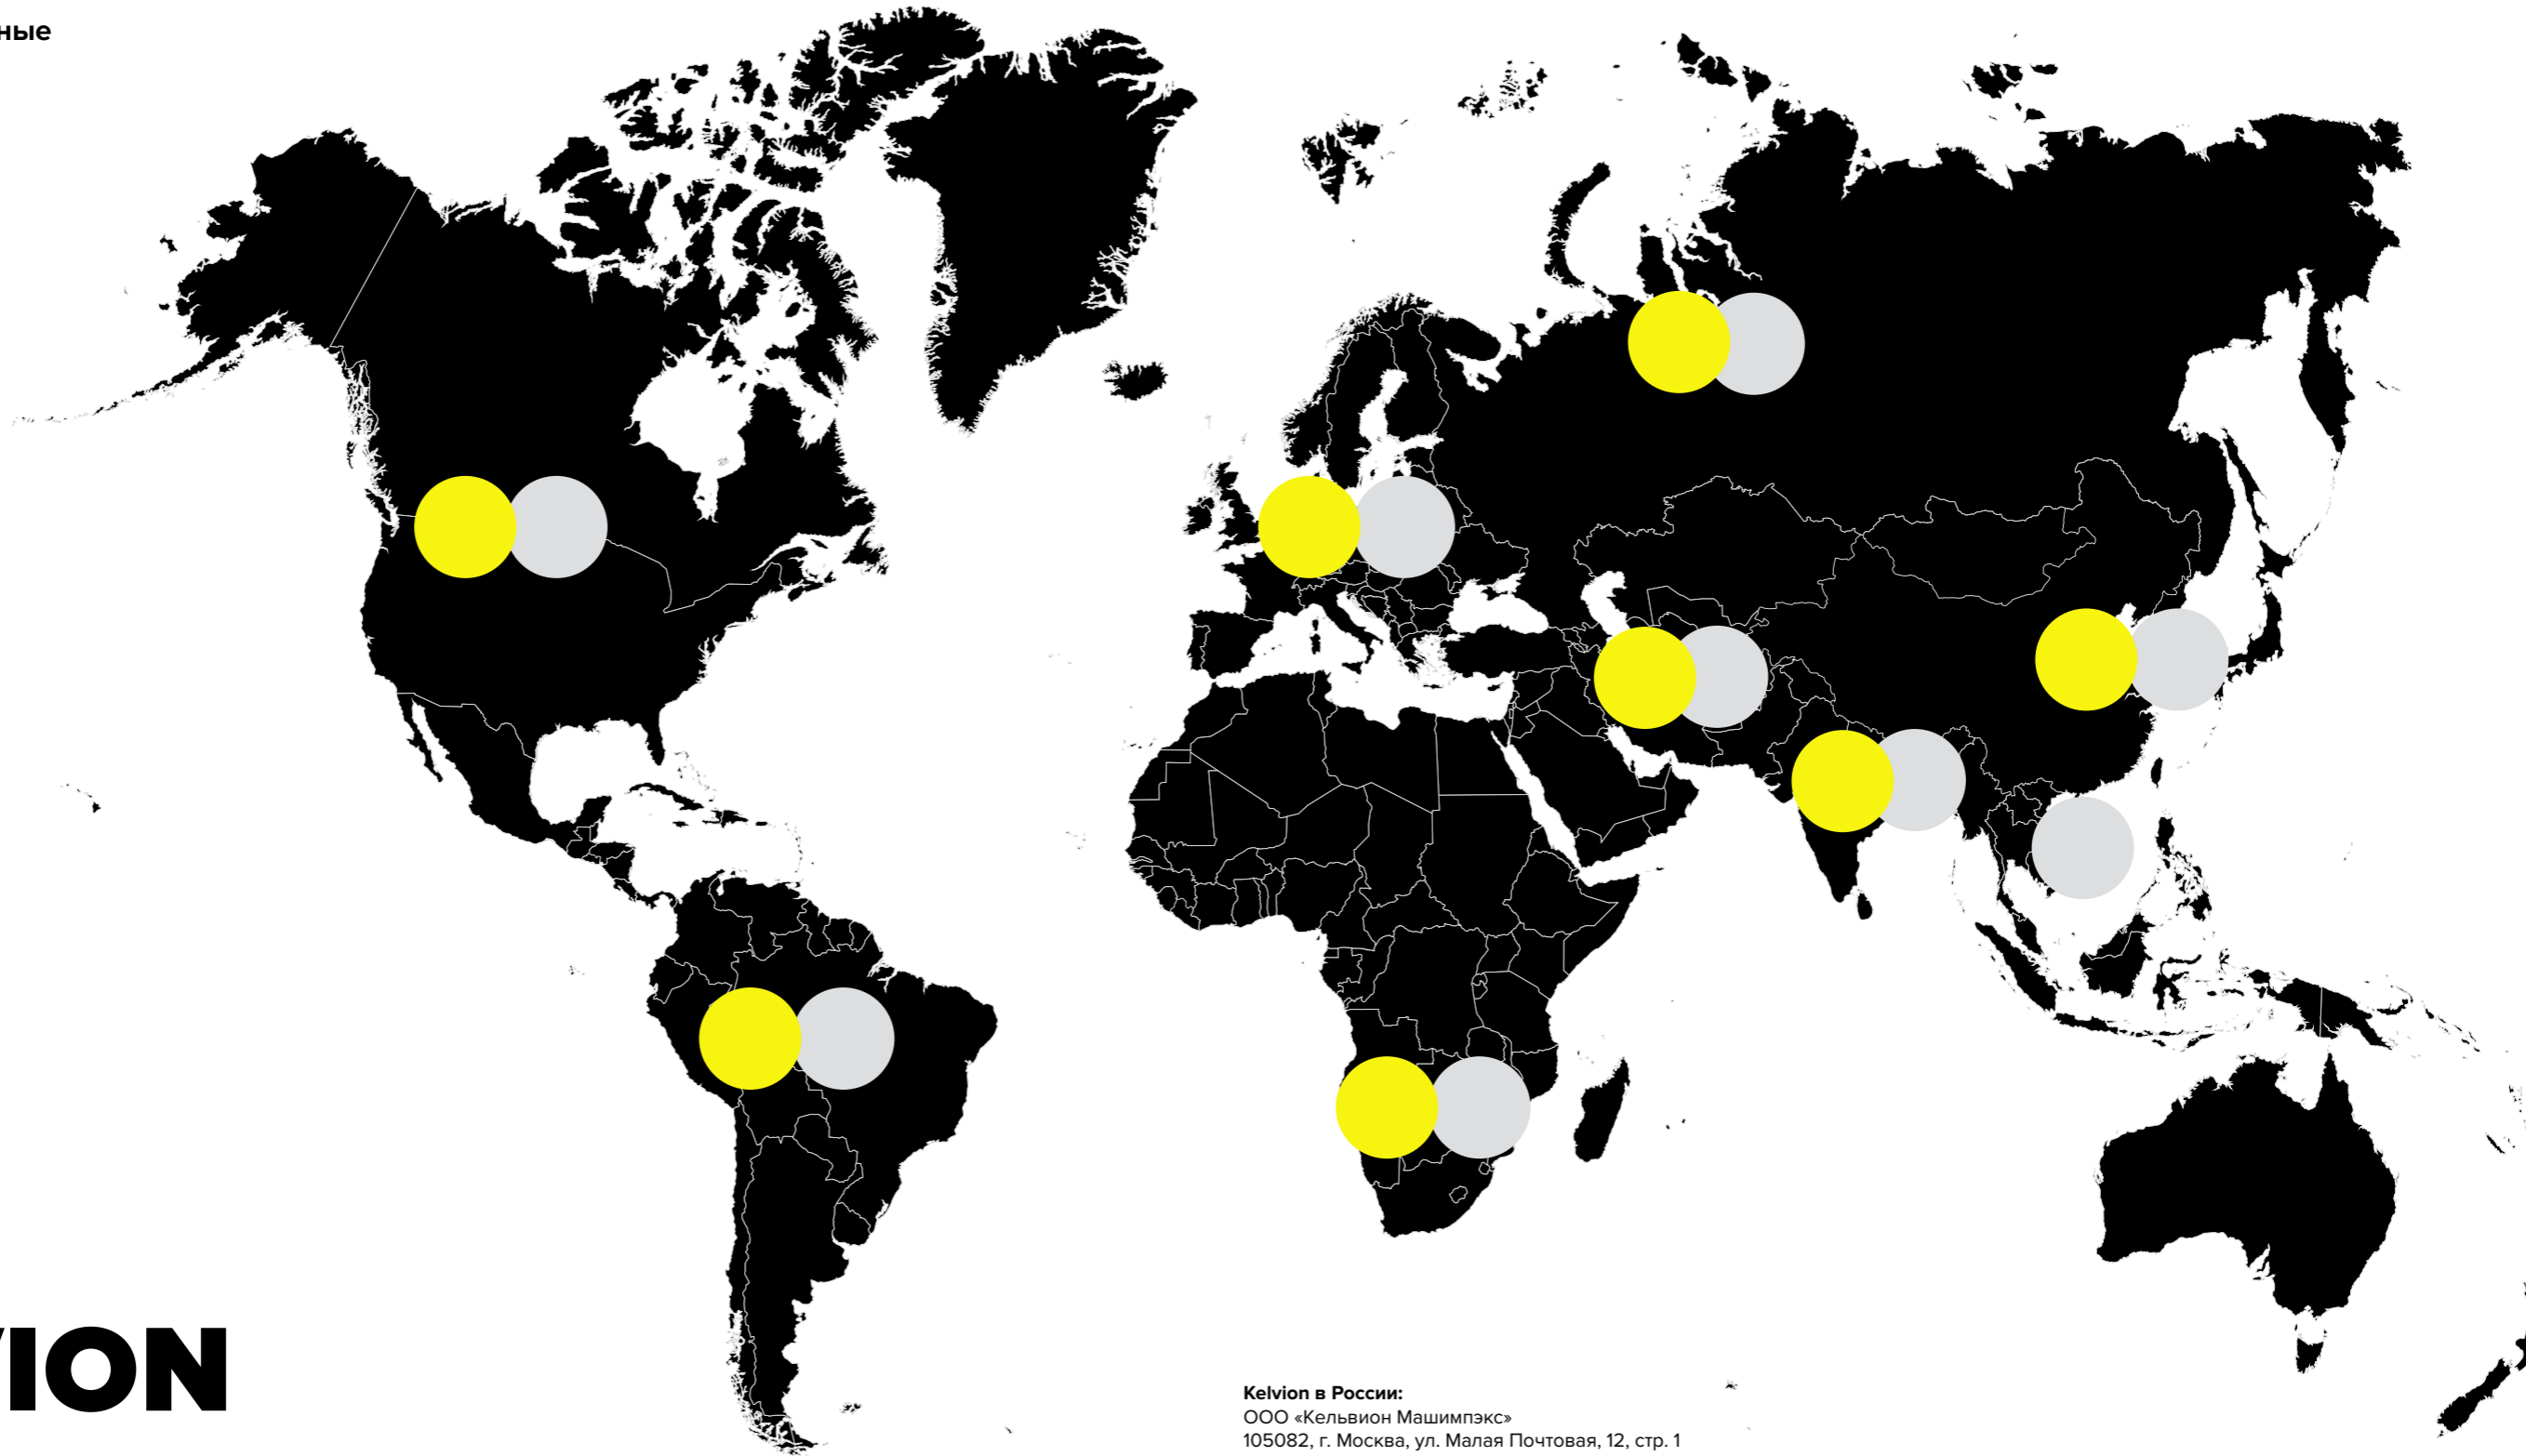 ные
VION
Kelvion в России:
ООО «Кельвион Машимпэкс»
105082, г. Москва, ул. Малая Почтовая, 12, стр. 1